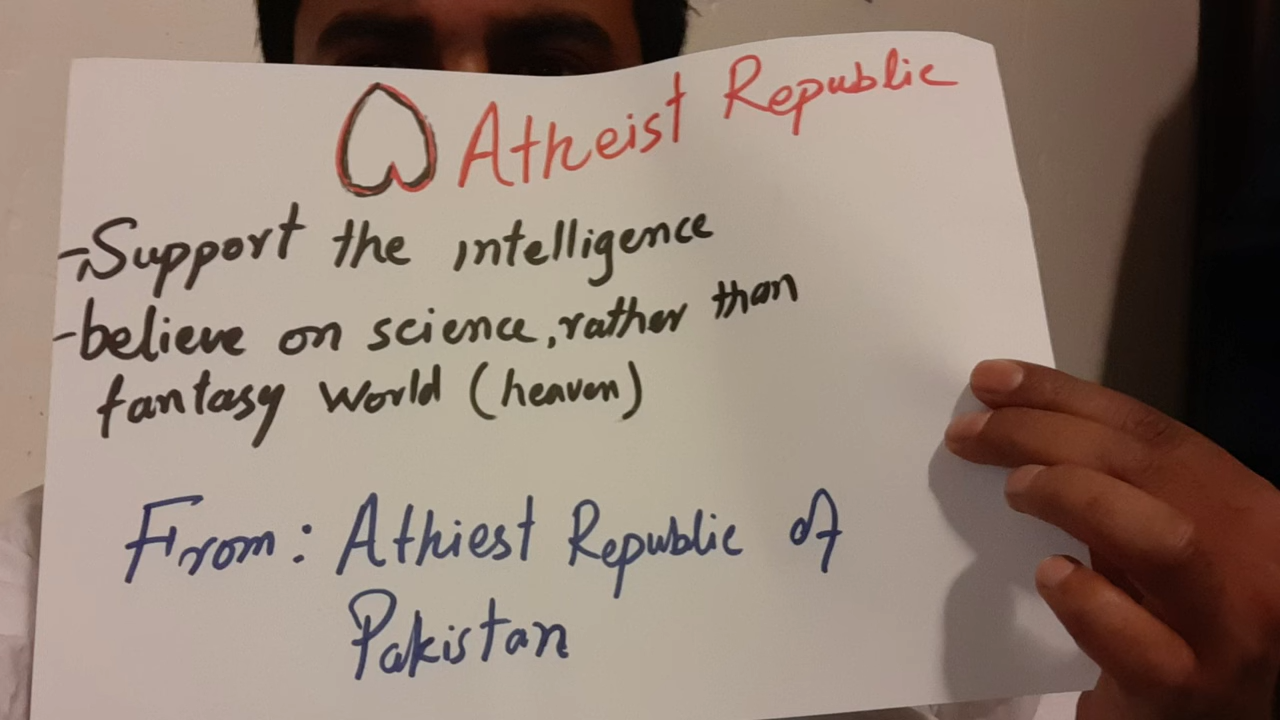 Atheist Republic
-Support the intelligence
-believe on science, rather than
fantasy world (heaven)
From: Athiest Republic of
Pakistan